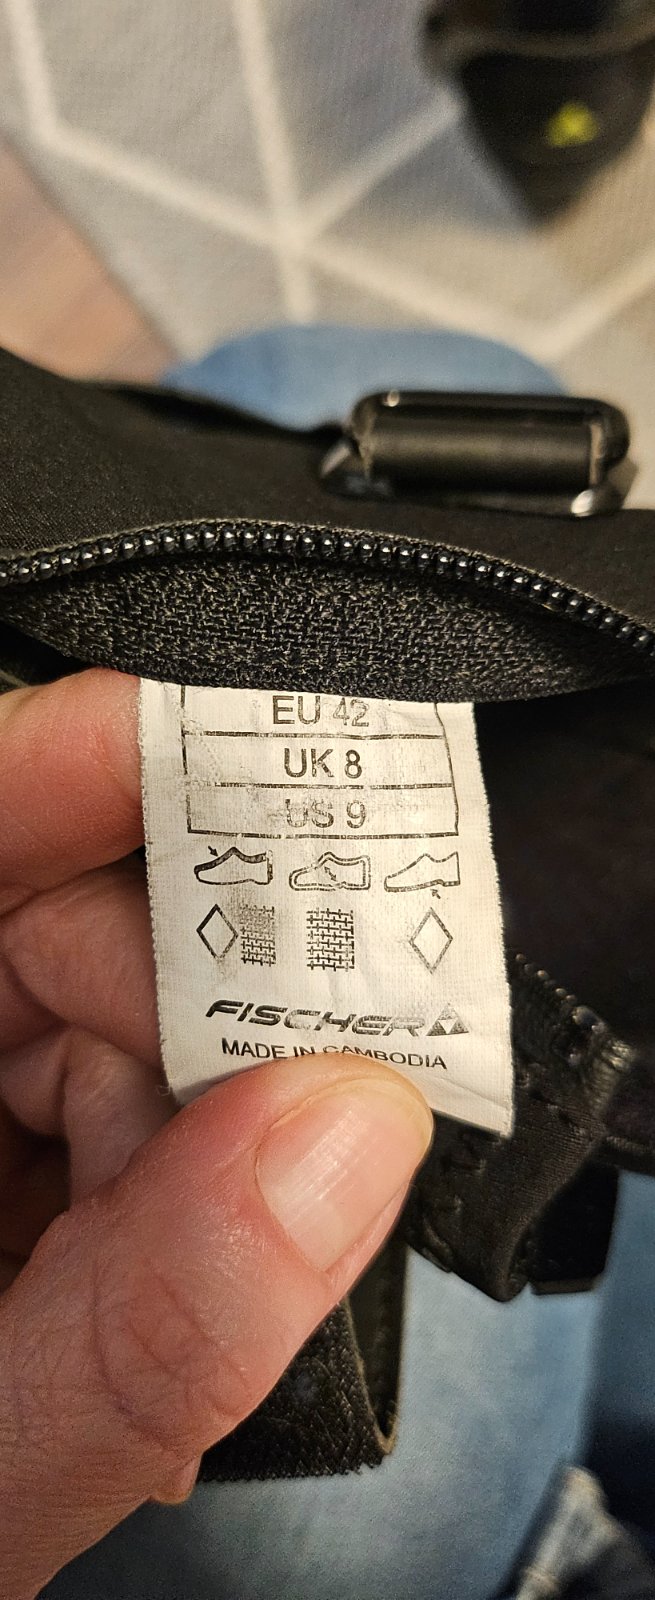 EU 42
UK 8
US 9
FISCHER
MADE IN CAMBODIA